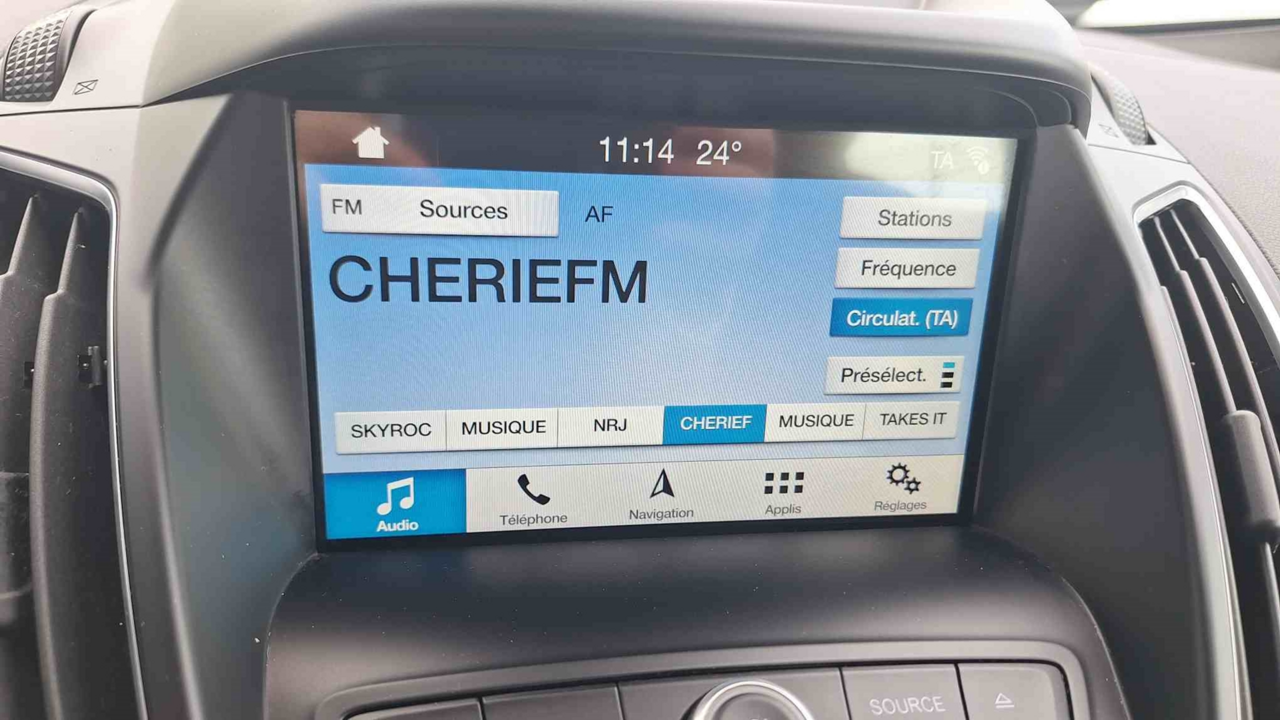 11:14 24° TA
FM Sources AF Stations
CHERIEFM Fréquence
Circulat. (TA)
Présélect.
SKYROC MUSIQUE NRJ CHERIEF MUSIQUE TAKES IT
Audio Téléphone Navigation Applis Réglages
SOURCE